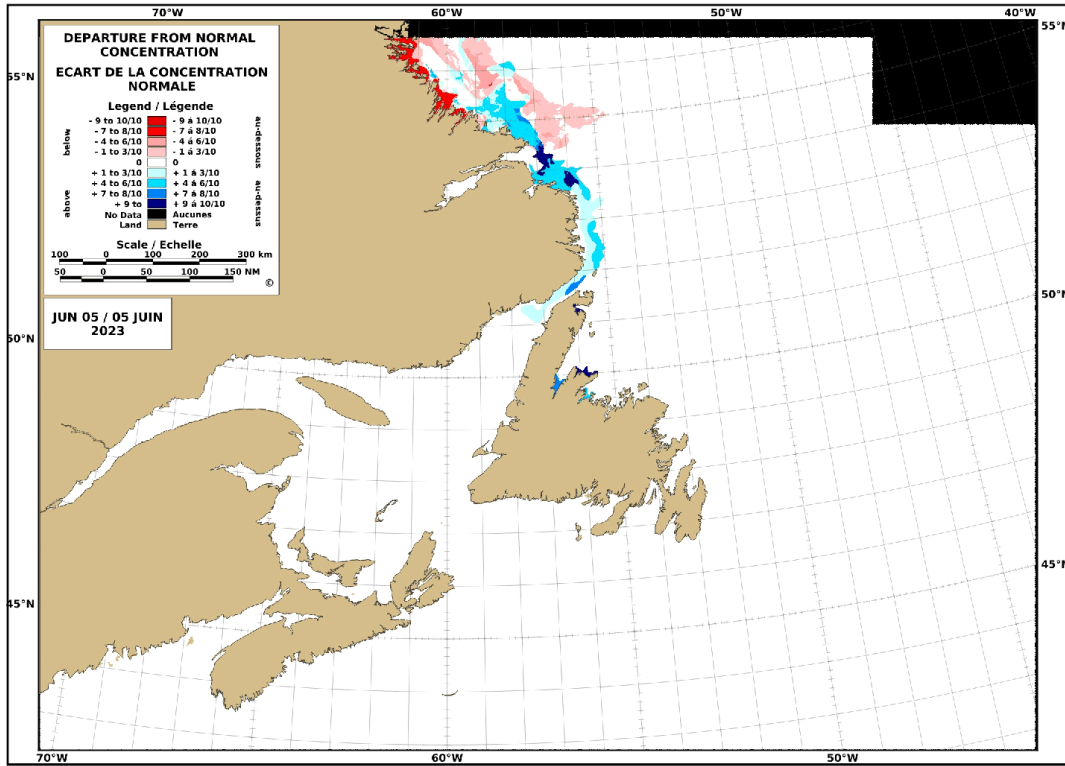 70°W 60°W 50°W 40°W
55°N
55°N
50°N
50°N
45°N
45°N
70°W 60°W 50°W
DEPARTURE FROM NORMAL
CONCENTRATION
ECART DE LA CONCENTRATION
NORMALE
Legend / Légende
below
above
- 9 to 10/10 - 9 á 10/10
- 7 to 8/10 - 7 á 8/10
- 4 to 6/10 - 4 á 6/10
- 1 to 3/10 - 1 á 3/10
0 0
+ 1 to 3/10 + 1 á 3/10
+ 4 to 6/10 + 4 á 6/10
+ 7 to 8/10 + 7 á 8/10
+ 9 to + 9 á 10/10
No Data Aucunes
Land Terre
au-dessous
au-dessus
Scale / Echelle
100 0 100 200 300 km
50 0 50 100 150 NM
©
JUN 05 / 05 JUIN
2023